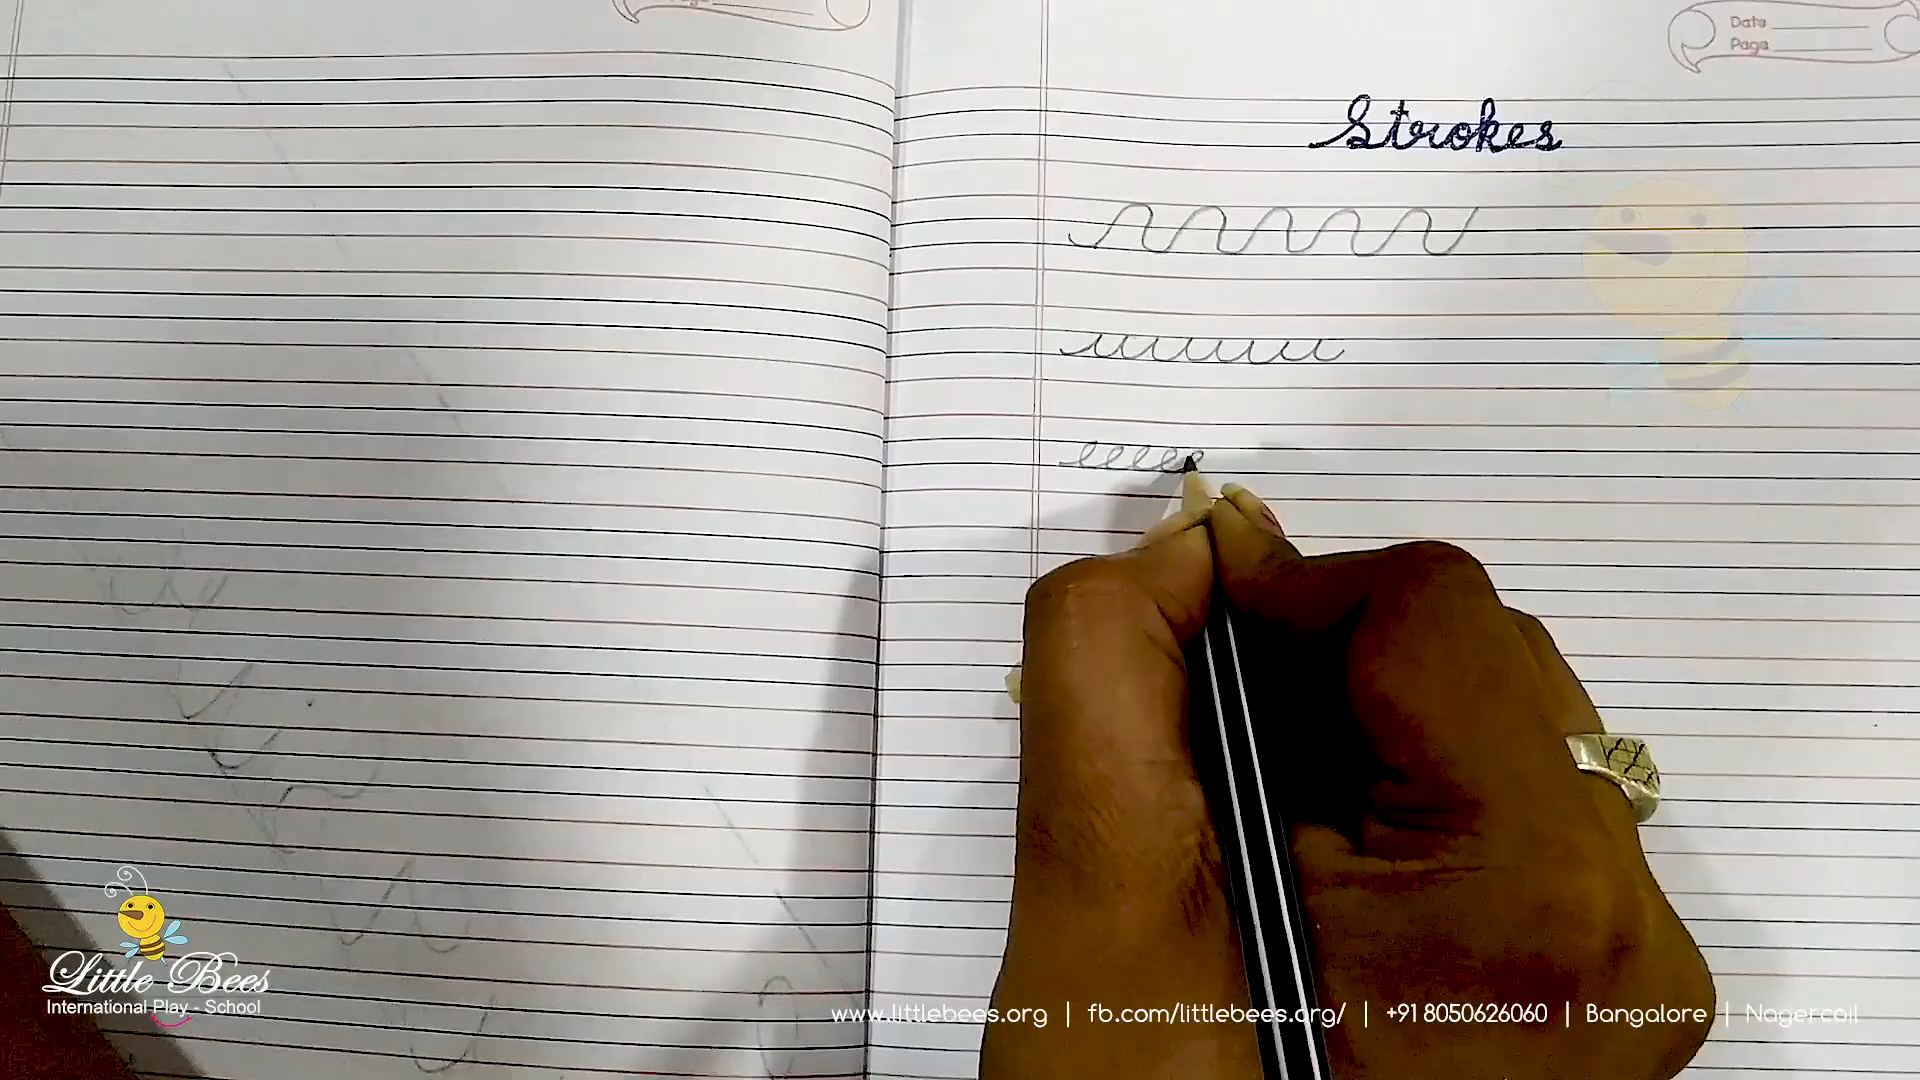 Date
Page
Strokes
Little Bees
International Play - School
www.littlebees.org | fb.com/littlebees.org/ | +91 8050626060 | Bangalore | Nagercoil